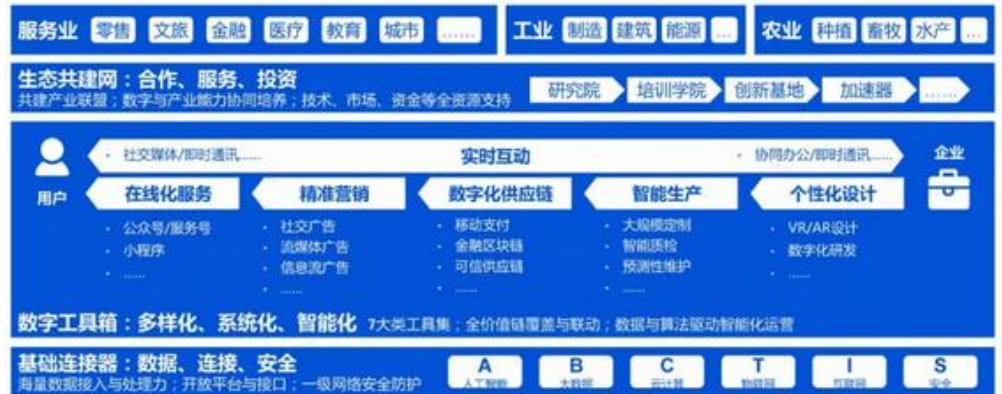 服务业 零售 文旅 金融 医疗 教育 城市 …… 工业 制造 建筑 能源 … 农业 种植 畜牧 水产 …
生态共建网：合作、服务、投资
共建产业联盟；数字与产业能力协同培养；技术、市场、资金等全资源支持
研究院 培训学院 创新基地 加速器 ……
用户
· 社交媒体/即时通讯…… 实时互动 · 协同办公/即时通讯……
企业
在线化服务 精准营销 数字化供应链 智能生产 个性化设计
· 公众号/服务号 · 社交广告 · 移动支付 · 大规模定制 · VR/AR设计
· 小程序 · 流媒体广告 · 金融区块链 · 智能质检 · 数字化研发
· …… · 信息流广告 · 可信供应链 · 预测性维护 · ……
· …… · …… · ……
数字工具箱：多样化、系统化、智能化 7大类工具集；全价值链覆盖与联动；数据与算法驱动智能化运营
基础连接器：数据、连接、安全
海量数据接入与处理力；开放平台与接口；一级网络安全防护
A B C T I S
人工智能 大数据 云计算 物联网 互联网 安全